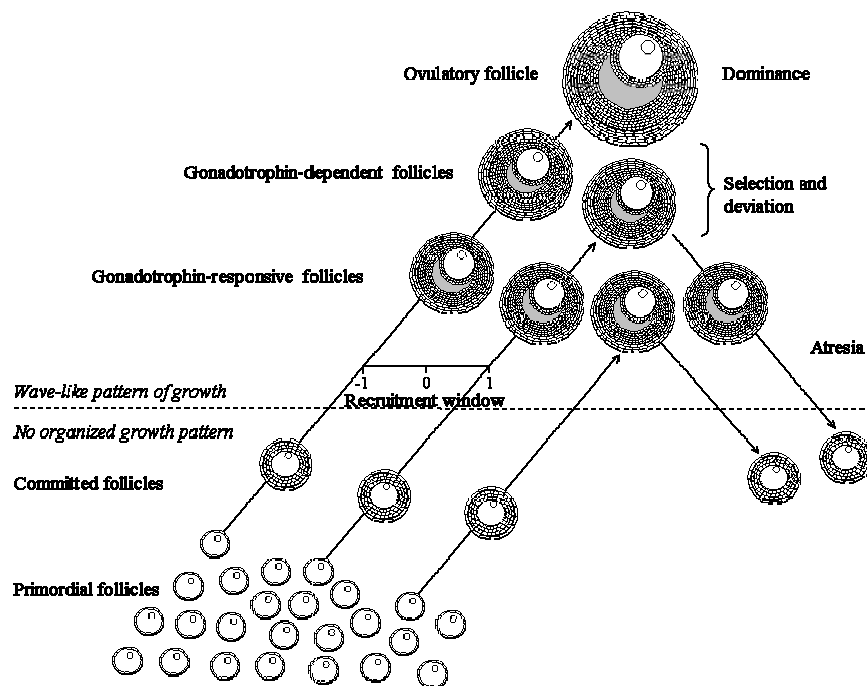 Ovulatory follicle
Dominance
Gonadotrophin-dependent follicles
Selection and
deviation
Gonadotrophin-responsive follicles
Atresia
-1 0 1
Recruitment window
Wave-like pattern of growth
No organized growth pattern
Committed follicles
Primordial follicles